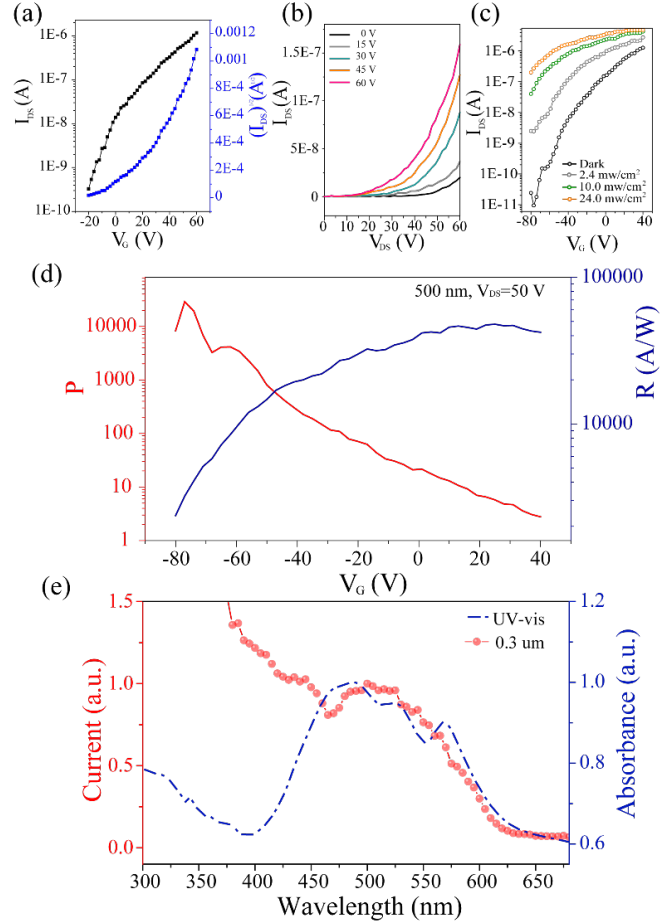 (a)
1E-6
1E-7
1E-8
1E-9
1E-10
I_DS (A)
0.0012
0.001
8E-4
6E-4
4E-4
2E-4
0
-20 0 20 40 60
V_G (V)
(b)
0 V
15 V
30 V
45 V
60 V
1.5E-7
1E-7
5E-8
0
I_DS (A)
0 10 20 30 40 50 60
V_DS (V)
(c)
1E-5
1E-6
1E-7
1E-8
1E-9
1E-10
1E-11
I_DS (A)
Dark
2.4 mw/cm²
10.0 mw/cm²
24.0 mw/cm²
-80 -40 0 40
V_G (V)
(d)
500 nm, V_DS=50 V
10000
1000
100
10
1
P
100000
10000
R (A/W)
-80 -60 -40 -20 0 20 40
V_G (V)
(e)
UV-vis
0.3 um
1.5
1.0
0.5
0.0
Current (a.u.)
1.2
1.0
0.8
0.6
Absorbance (a.u.)
300 350 400 450 500 550 600 650
Wavelength (nm)